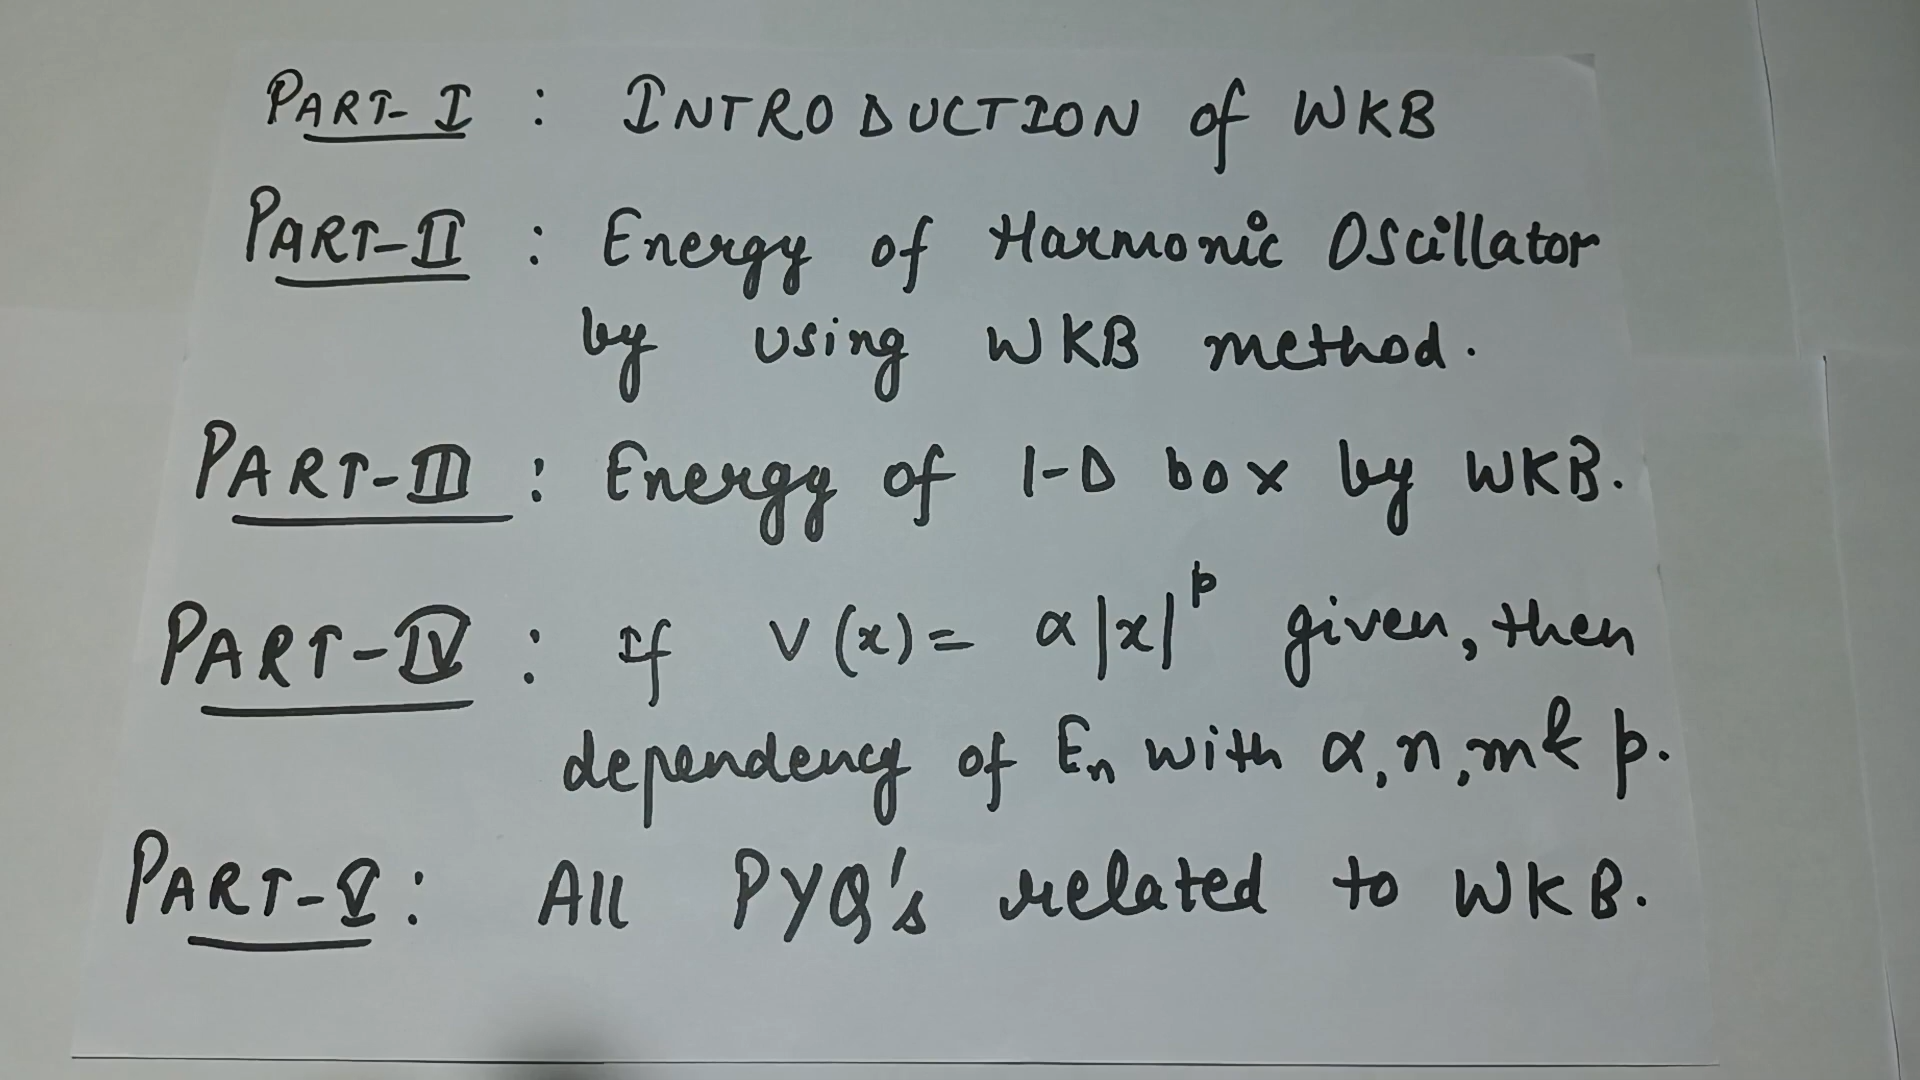 PART-I : INTRODUCTION of WKB
PART-II : Energy of Harmonic Oscillator
by using WKB method.
PART-III : Energy of 1-D box by WKB.
PART-IV : If V(x) = α|x|^p given, then
dependency of En with α, n, m & p.
PART-V : All PYQ's related to WKB.